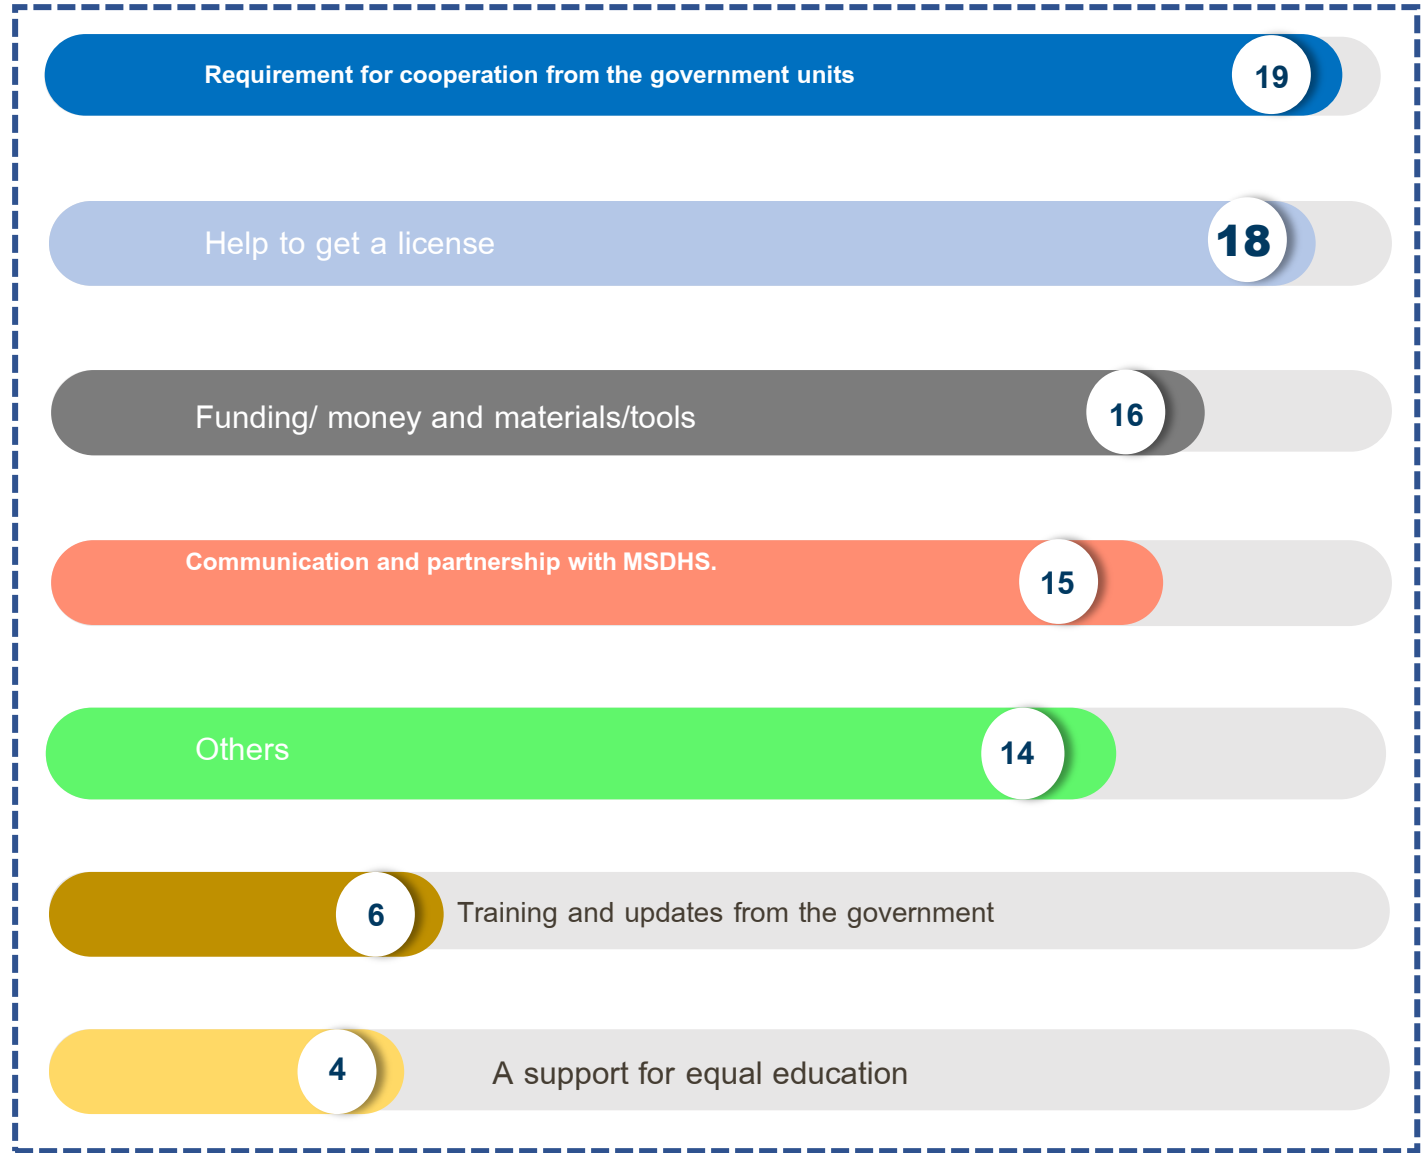 Requirement for cooperation from the government units 19
Help to get a license 18
Funding/ money and materials/tools 16
Communication and partnership with MSDHS. 15
Others 14
6 Training and updates from the government
4 A support for equal education